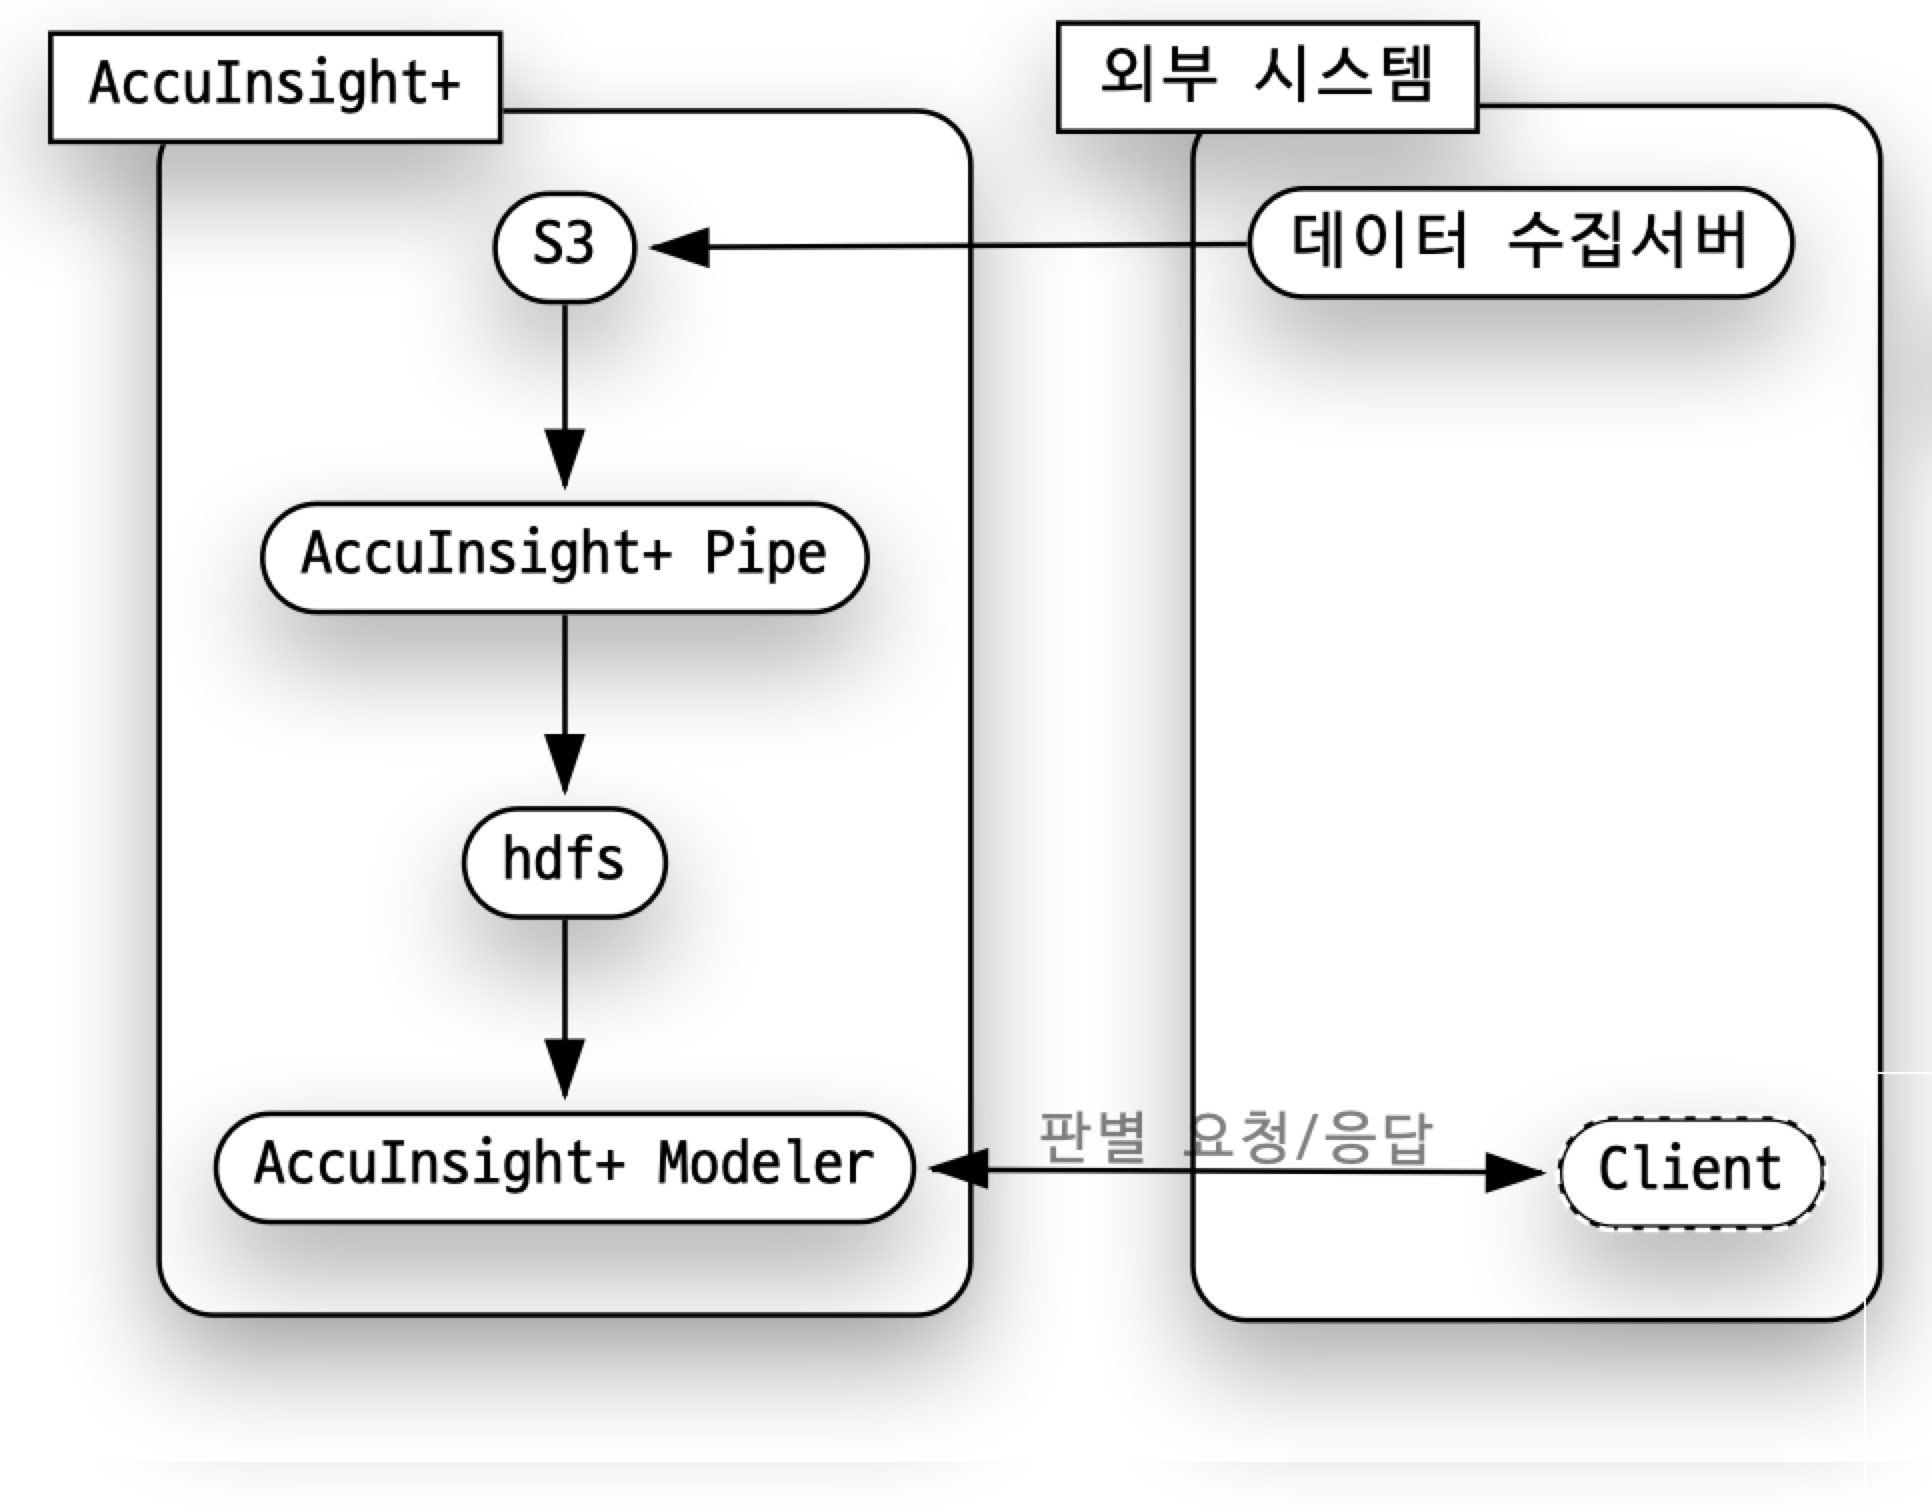 AccuInsight+
외부 시스템
S3
데이터 수집서버
AccuInsight+ Pipe
hdfs
판별 요청/응답
AccuInsight+ Modeler
Client